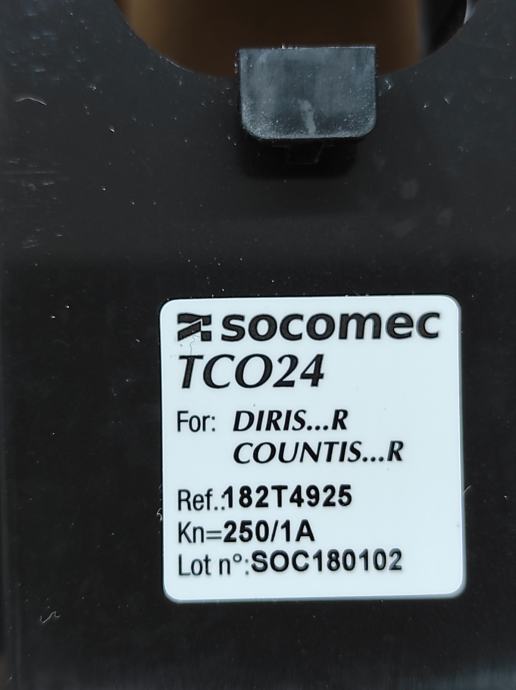 socomec
TCO24
For: DIRIS...R
COUNTIS...R
Ref.:182T4925
Kn=250/1A
Lot n°:SOC180102